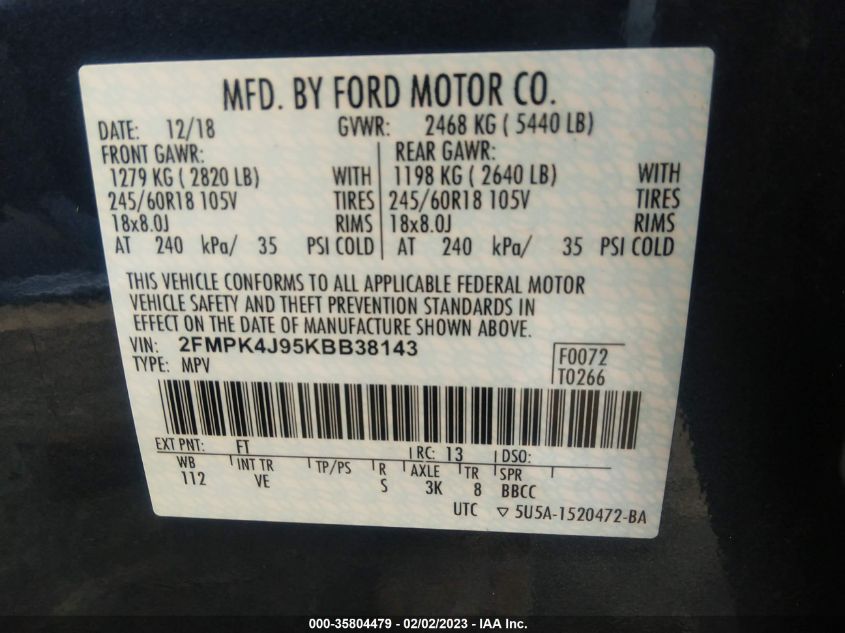 MFD. BY FORD MOTOR CO.
DATE: 12/18 GVWR: 2468 KG ( 5440 LB)
FRONT GAWR: REAR GAWR:
1279 KG ( 2820 LB) WITH 1198 KG ( 2640 LB) WITH
245/60R18 105V TIRES 245/60R18 105V TIRES
18x8.0J RIMS 18x8.0J RIMS
AT 240 kPa/ 35 PSI COLD AT 240 kPa/ 35 PSI COLD
THIS VEHICLE CONFORMS TO ALL APPLICABLE FEDERAL MOTOR
VEHICLE SAFETY AND THEFT PREVENTION STANDARDS IN
EFFECT ON THE DATE OF MANUFACTURE SHOWN ABOVE.
VIN: 2FMPK4J95KBB38143 F0072
TYPE: MPV T0266
EXT PNT: FT RC: 13 DSO:
WB INT TR TP/PS R AXLE TR SPR
112 VE S 3K 8 BBCC
UTC ▽ 5U5A-1520472-BA
000-35804479 - 02/02/2023 - IAA Inc.